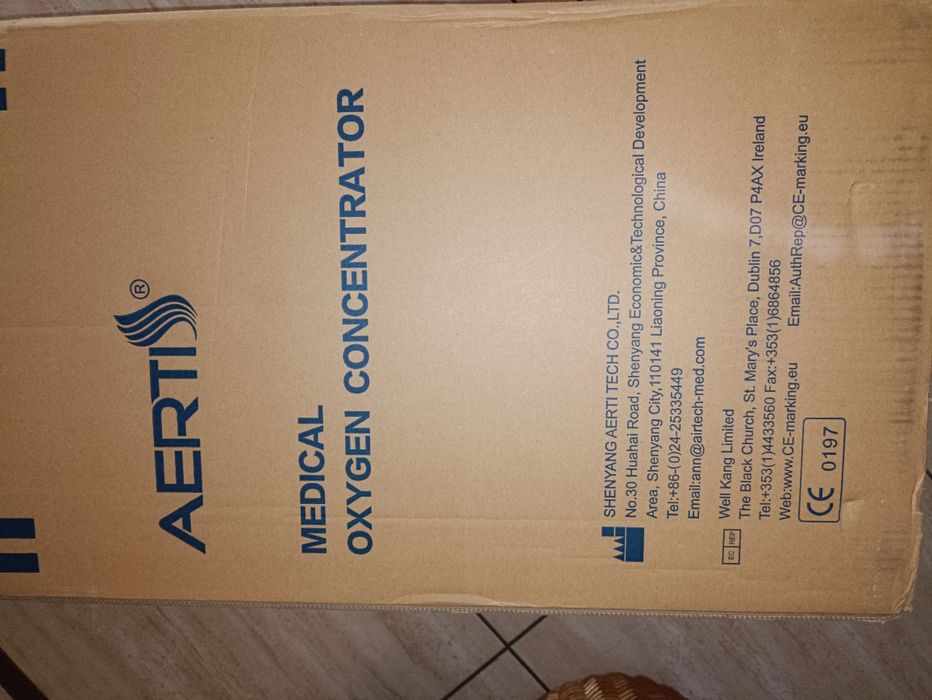 AERTI ®
MEDICAL
OXYGEN CONCENTRATOR
SHENYANG AERTI TECH CO.,LTD.
No.30 Huahai Road, Shenyang Economic&Technological Development
Area, Shenyang City,110141 Liaoning Province, China
Tel:+86-(0)24-25335449
Email:ann@airtech-med.com
EC REP
Well Kang Limited
The Black Church, St. Mary's Place, Dublin 7,D07 P4AX Ireland
Tel:+353(1)4433560 Fax:+353(1)6864856
Web:www.CE-marking.eu Email:AuthRep@CE-marking.eu
CE 0197